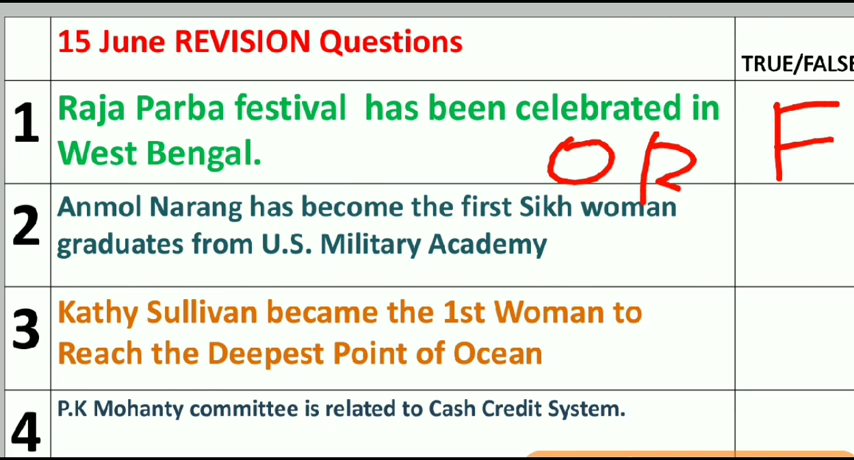 15 June REVISION Questions
TRUE/FALSE
1 Raja Parba festival has been celebrated in
West Bengal.
OR
F
2 Anmol Narang has become the first Sikh woman
graduates from U.S. Military Academy
3 Kathy Sullivan became the 1st Woman to
Reach the Deepest Point of Ocean
4 P.K Mohanty committee is related to Cash Credit System.